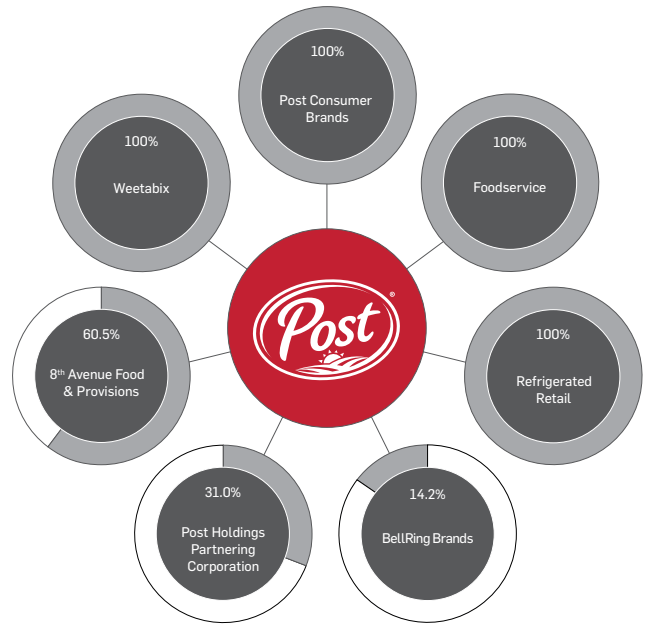 100%
Post Consumer
Brands
100%
Weetabix
100%
Foodservice
Post®
60.5%
8th Avenue Food
& Provisions
100%
Refrigerated
Retail
31.0%
Post Holdings
Partnering
Corporation
14.2%
BellRing Brands